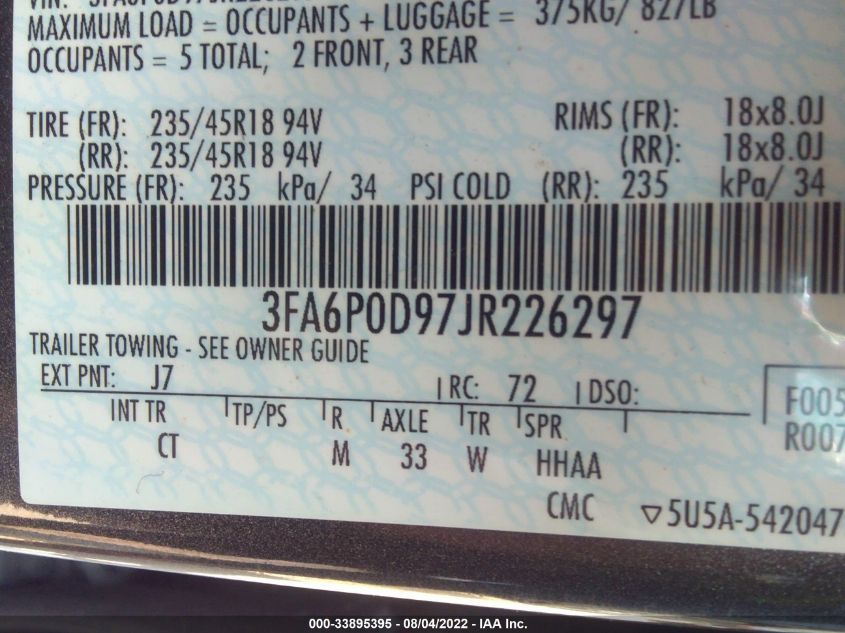 MAXIMUM LOAD = OCCUPANTS + LUGGAGE = 375KG/ 827LB
OCCUPANTS = 5 TOTAL; 2 FRONT, 3 REAR
TIRE (FR): 235/45R18 94V RIMS (FR): 18x8.0J
(RR): 235/45R18 94V (RR): 18x8.0J
PRESSURE (FR): 235 kPa/ 34 PSI COLD (RR): 235 kPa/ 34
3FA6P0D97JR226297
TRAILER TOWING - SEE OWNER GUIDE
EXT PNT: J7 RC: 72 DSO:
INT TR TP/PS R AXLE TR SPR
CT M 33 W HHAA
F005
R007
CMC ▽5U5A-542047
000-33895395 - 08/04/2022 - IAA Inc.